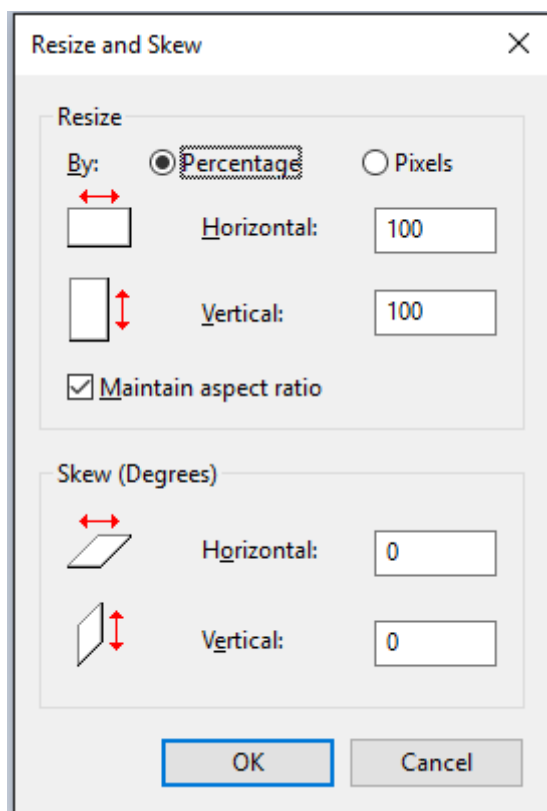 Resize and Skew
Resize
By: Percentage Pixels
Horizontal: 100
Vertical: 100
Maintain aspect ratio
Skew (Degrees)
Horizontal: 0
Vertical: 0
OK Cancel